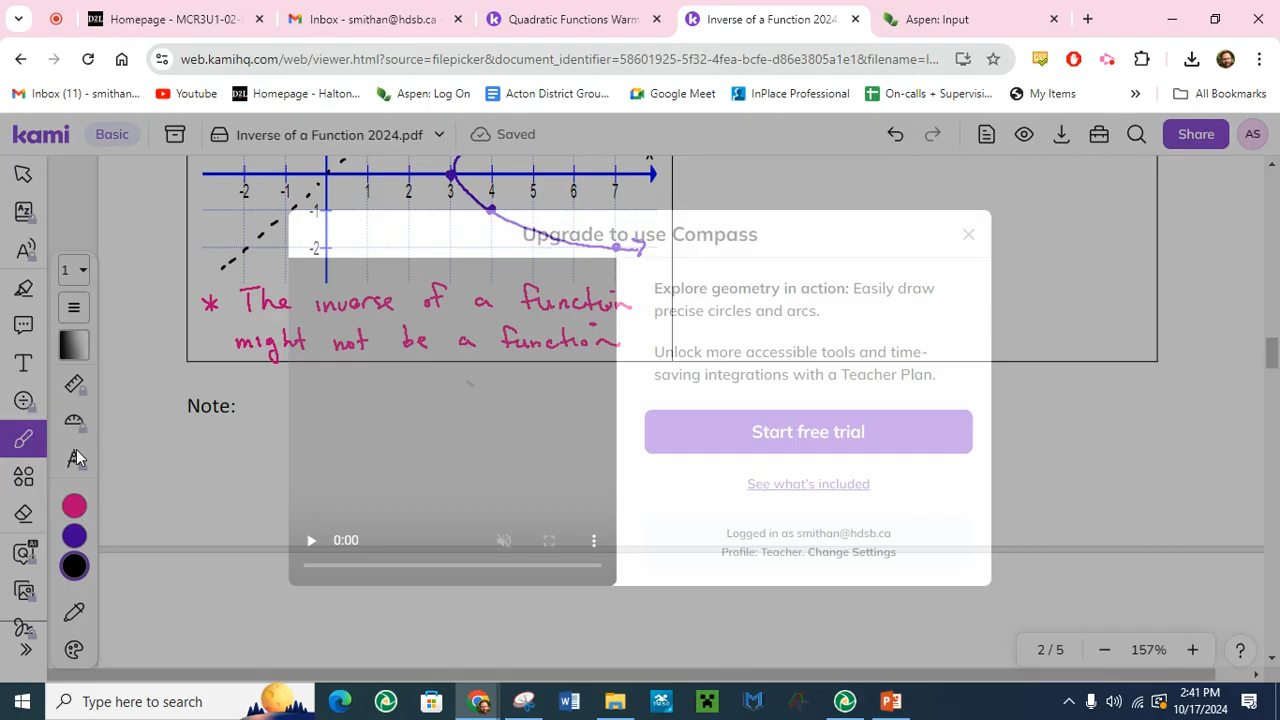 Homepage - MCR3U1-02-
Inbox - smithan@hdsb.ca -
Quadratic Functions Warm
Inverse of a Function 2024
Aspen: Input
web.kamihq.com/web/viewer.html?source=filepicker&document_identifier=58601925-5f32-4fea-bcfe-d86e3805a1e1&filename=I...
Inbox (11) - smithan...
Youtube
Homepage - Halton...
Aspen: Log On
Acton District Grou...
Google Meet
InPlace Professional
On-calls + Supervisi...
My Items
All Bookmarks
kami
Basic
Inverse of a Function 2024.pdf
Saved
Share
AS
-2 -1 1 2 3 4 5 6 7
-1
-2
Upgrade to use Compass
Explore geometry in action: Easily draw
precise circles and arcs.
* The inverse of a function
might not be a function
Unlock more accessible tools and time-
saving integrations with a Teacher Plan.
Note:
Start free trial
See what's included
Logged in as smithan@hdsb.ca
Profile: Teacher. Change Settings
0:00
1
AI
2 / 5
157%
Type here to search
2:41 PM
10/17/2024